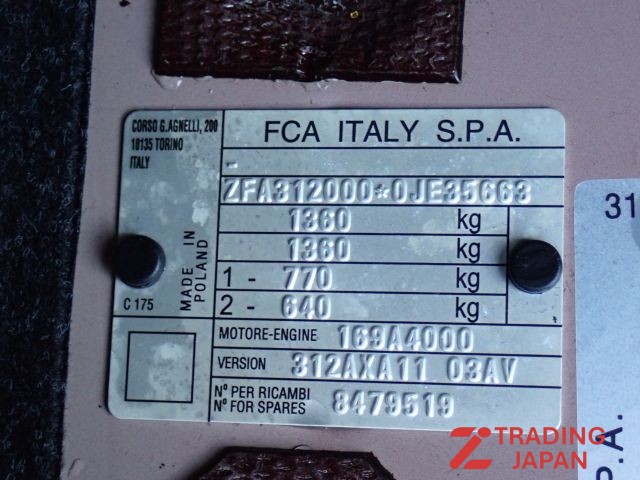 CORSO G.AGNELLI, 200
10135 TORINO
ITALY
FCA ITALY S.P.A.
-
ZFA312000*0JE35663
1360 kg
1360 kg
1 - 770 kg
2 - 640 kg
MADE IN
POLAND
C 175
MOTORE-ENGINE 169A4000
VERSION 312AXA11 03AV
N° PER RICAMBI
N° FOR SPARES 8479519
31
P.A.
TRADING
JAPAN